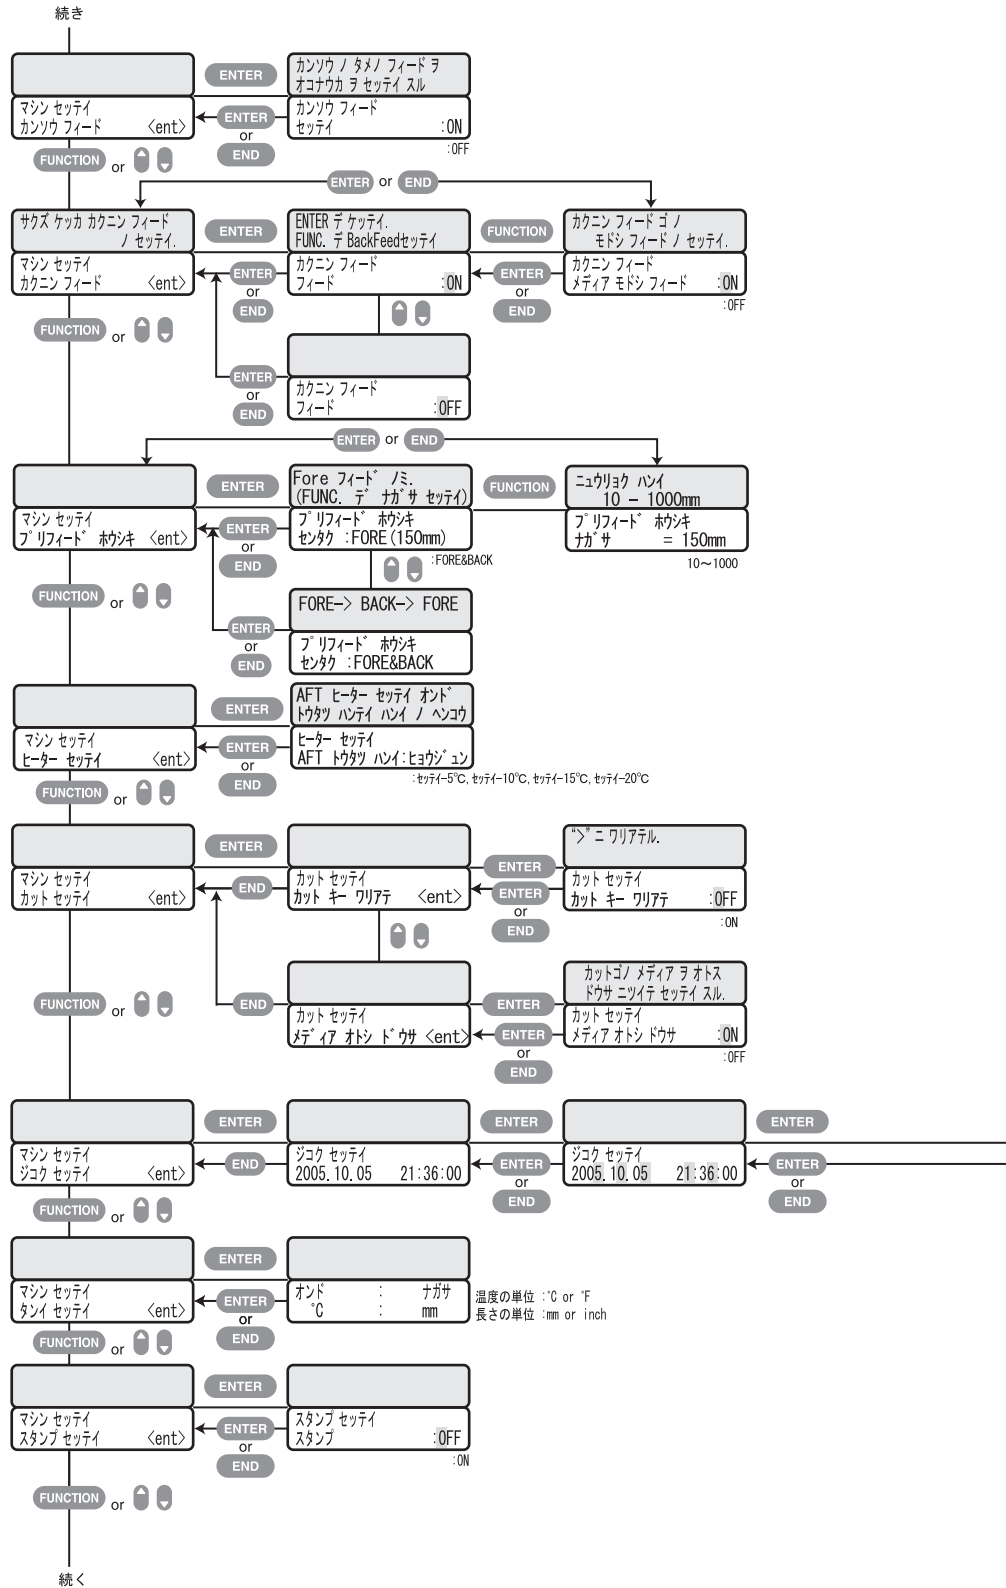 続き
ENTER
カンソウ ノ タメノ フィード ヲ
オコナウカ ヲ セッテイ スル
マシン セッテイ
カンソウ フィード <ent>
ENTER
or
END
カンソウ フィード
セッテイ :ON
:OFF
FUNCTION or
ENTER or END
サクズ ケッカ カクニン フィード
ノ セッテイ.
ENTER
ENTER デ ケッテイ.
FUNC. デ BackFeedセッテイ
FUNCTION
カクニン フィード ゴ ノ
モドシ フィード ノ セッテイ.
マシン セッテイ
カクニン フィード <ent>
ENTER
or
END
カクニン フィード
フィード :ON
ENTER
or
END
カクニン フィード
メディア モドシ フィード :ON
:OFF
FUNCTION or
ENTER
or
END
カクニン フィード
フィード :OFF
ENTER or END
ENTER
Fore フィード ノミ.
(FUNC. デ ナガサ セッテイ)
FUNCTION
ニュウリョク ハンイ
10 - 1000mm
マシン セッテイ
プリフィード ホウシキ <ent>
ENTER
or
END
プリフィード ホウシキ
センタク :FORE(150mm)
:FORE&BACK
プリフィード ホウシキ
ナガサ = 150mm
10～1000
FUNCTION or
FORE-> BACK-> FORE
ENTER
or
END
プリフィード ホウシキ
センタク :FORE&BACK
ENTER
AFT ヒーター セッテイ オンド
トウタツ ハンテイ ハンイ ノ ヘンコウ
マシン セッテイ
ヒーター セッテイ <ent>
ENTER
or
END
ヒーター セッテイ
AFT トウタツ ハンイ:ヒョウジュン
:セッテイ-5℃, セッテイ-10℃, セッテイ-15℃, セッテイ-20℃
FUNCTION or
ENTER
ENTER
“>”ニ ワリアテル.
マシン セッテイ
カット セッテイ <ent>
END
カット セッテイ
カット キー ワリアテ <ent>
ENTER
or
END
カット セッテイ
カット キー ワリアテ :OFF
:ON
FUNCTION or
END
ENTER
カットゴノ メディア ヲ オトス
ドウサ ニツイテ セッテイ スル.
カット セッテイ
メディア オトシ ドウサ <ent>
ENTER
or
END
カット セッテイ
メディア オトシ ドウサ :ON
:OFF
ENTER
ENTER
ENTER
マシン セッテイ
ジコク セッテイ <ent>
END
ジコク セッテイ
2005.10.05 21:36:00
ENTER
or
END
ジコク セッテイ
2005.10.05 21:36:00
ENTER
or
END
FUNCTION or
ENTER
マシン セッテイ
タンイ セッテイ <ent>
ENTER
or
END
オンド : ナガサ
℃ : mm
温度の単位 :℃ or °F
長さの単位 :mm or inch
FUNCTION or
ENTER
マシン セッテイ
スタンプ セッテイ <ent>
ENTER
or
END
スタンプ セッテイ
スタンプ :OFF
:ON
FUNCTION or
続く